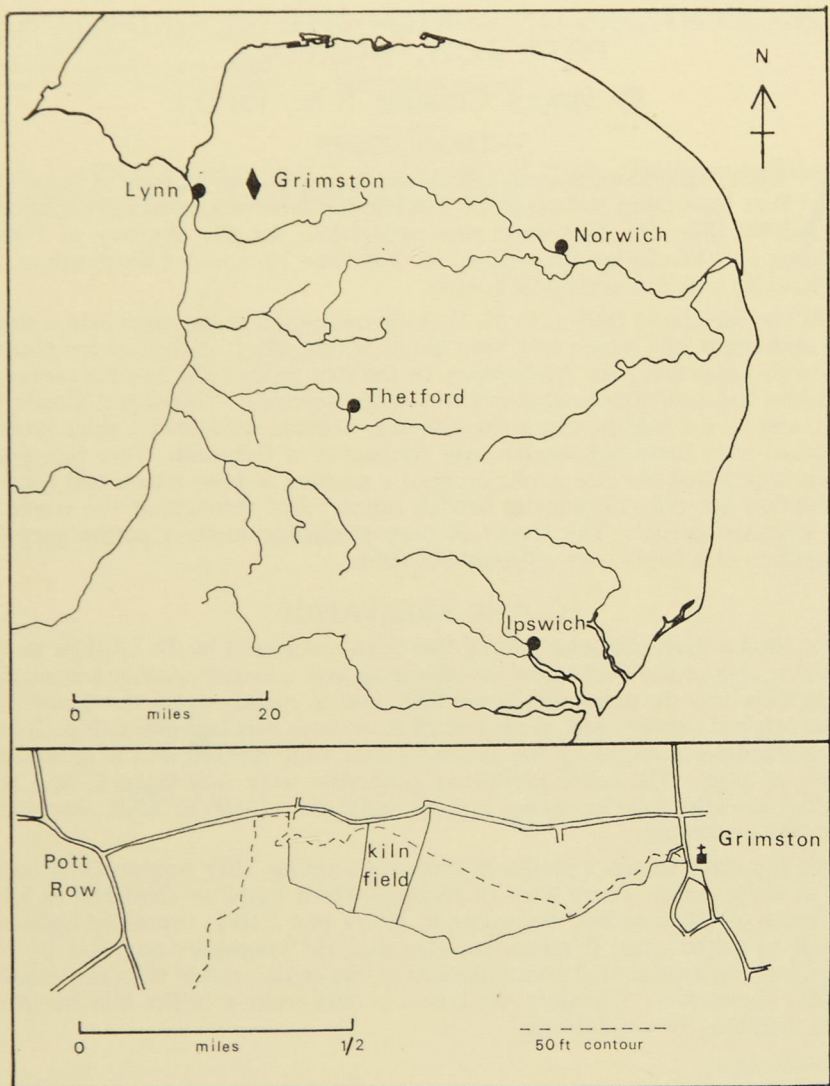 N
Lynn
Grimston
Norwich
Thetford
Ipswich
0 miles 20
Pott
Row
kiln
field
Grimston
0 miles 1/2
50 ft contour